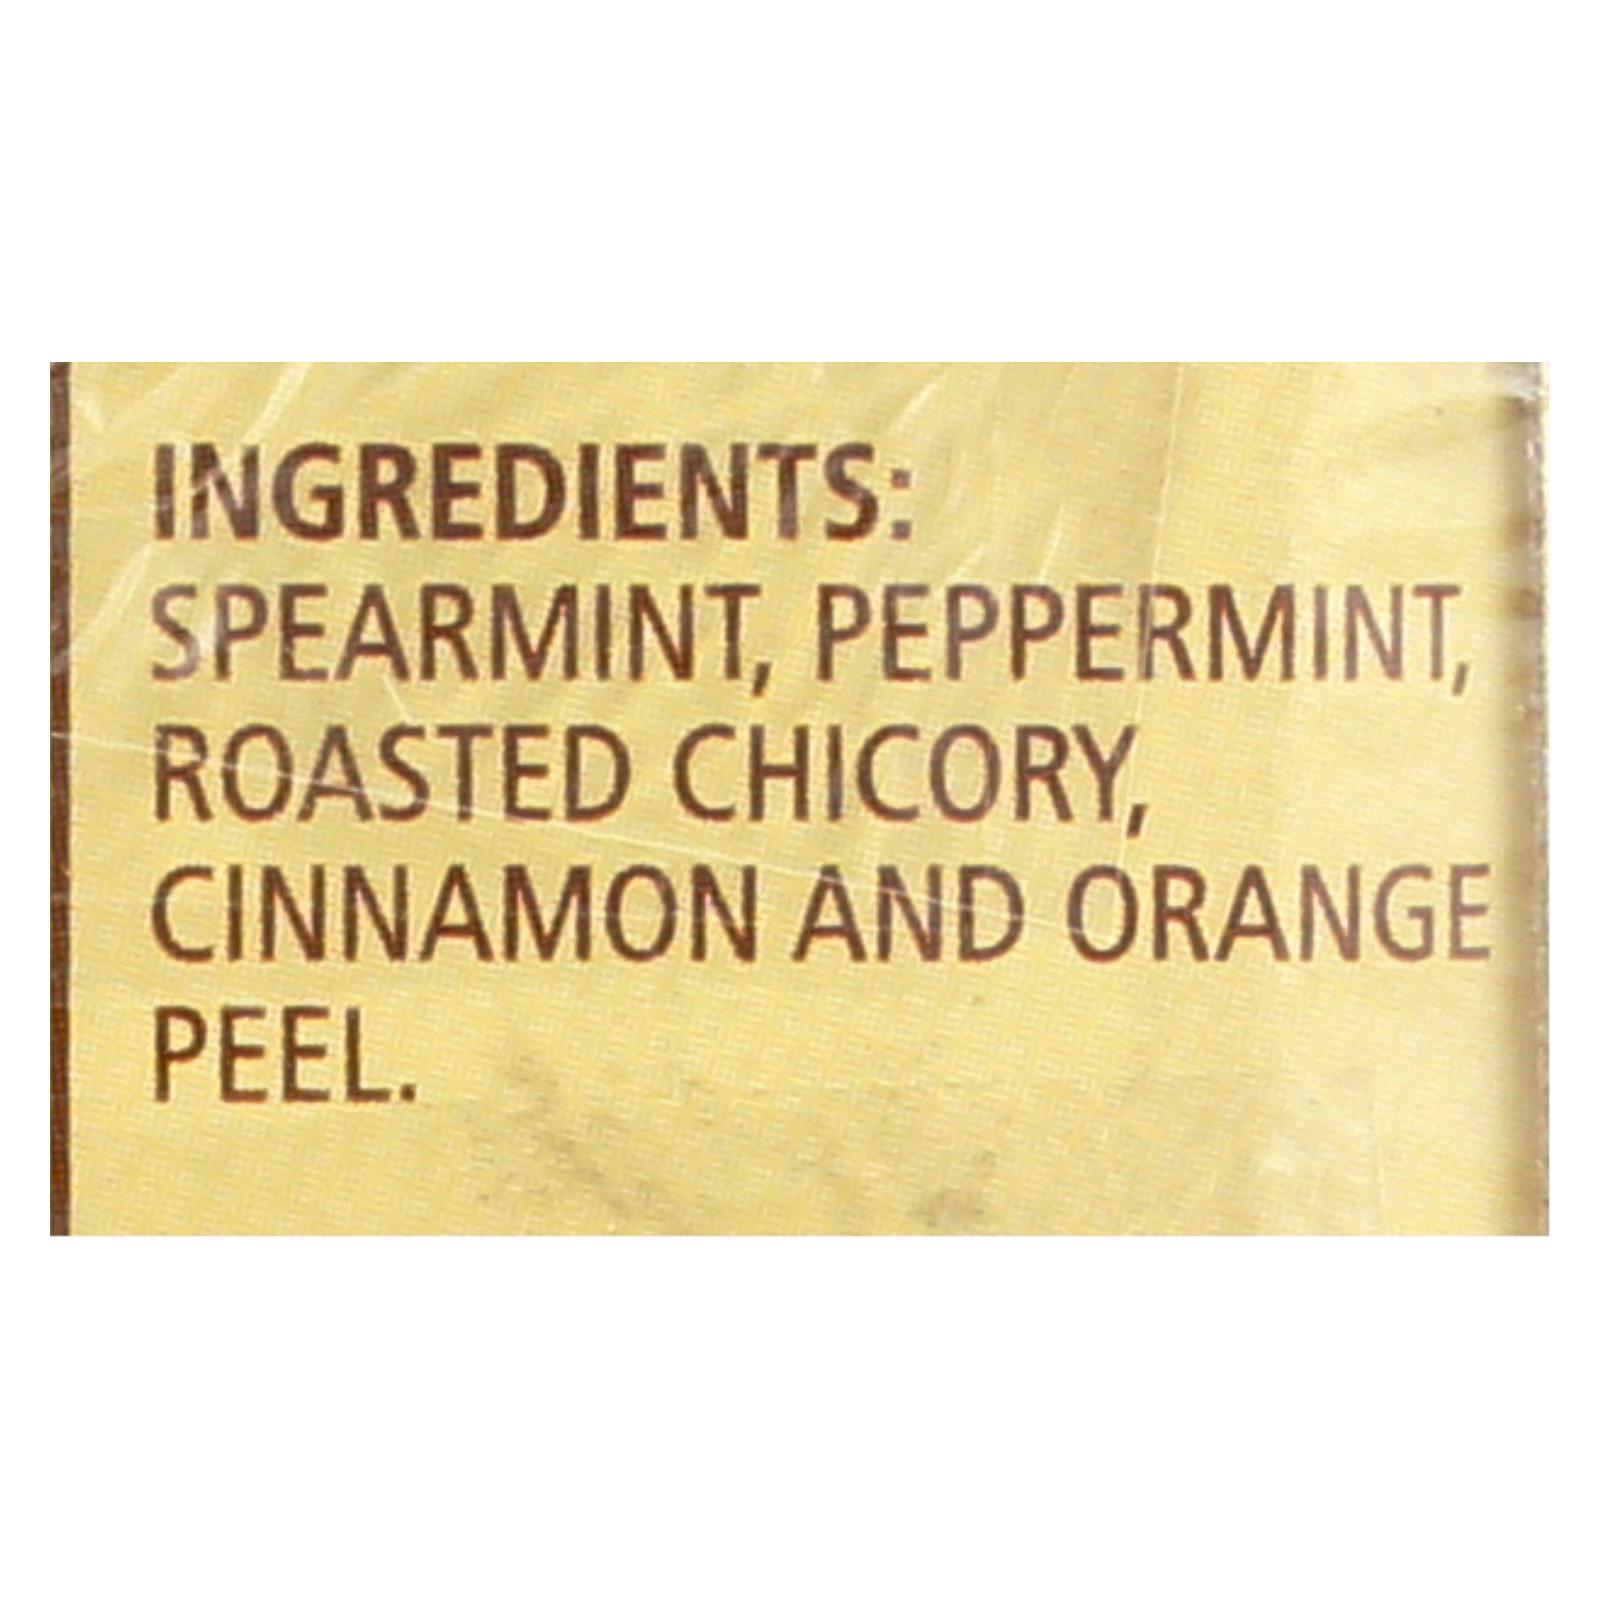 INGREDIENTS:
SPEARMINT, PEPPERMINT,
ROASTED CHICORY,
CINNAMON AND ORANGE
PEEL.